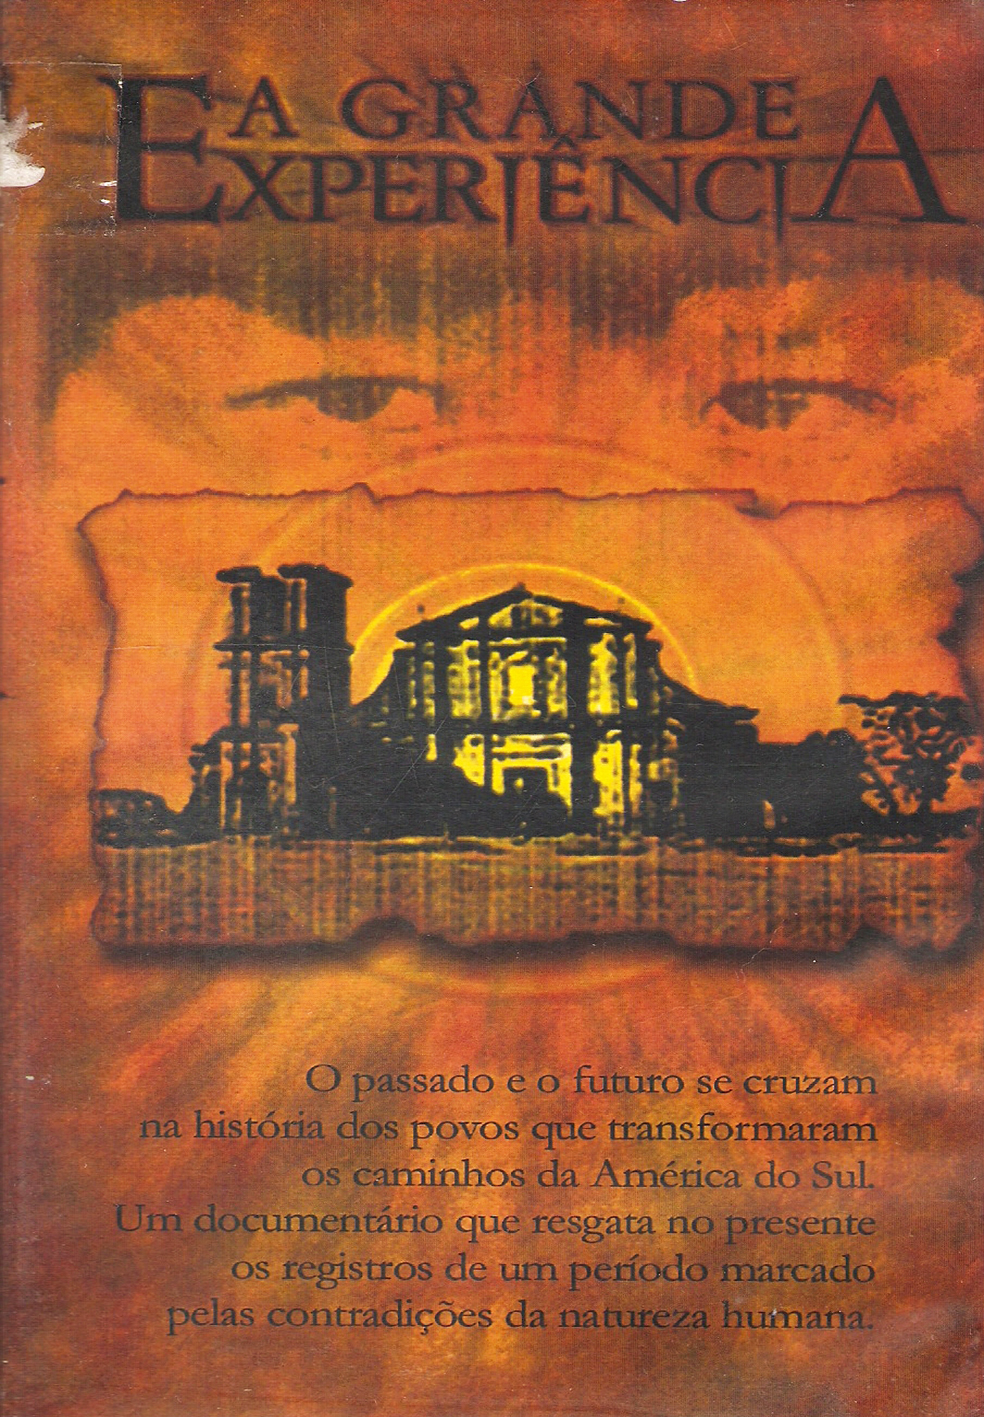 A GRANDE
EXPERIÊNCIA
O passado e o futuro se cruzam
na história dos povos que transformaram
os caminhos da América do Sul.
Um documentário que resgata no presente
os registros de um período marcado
pelas contradições da natureza humana.